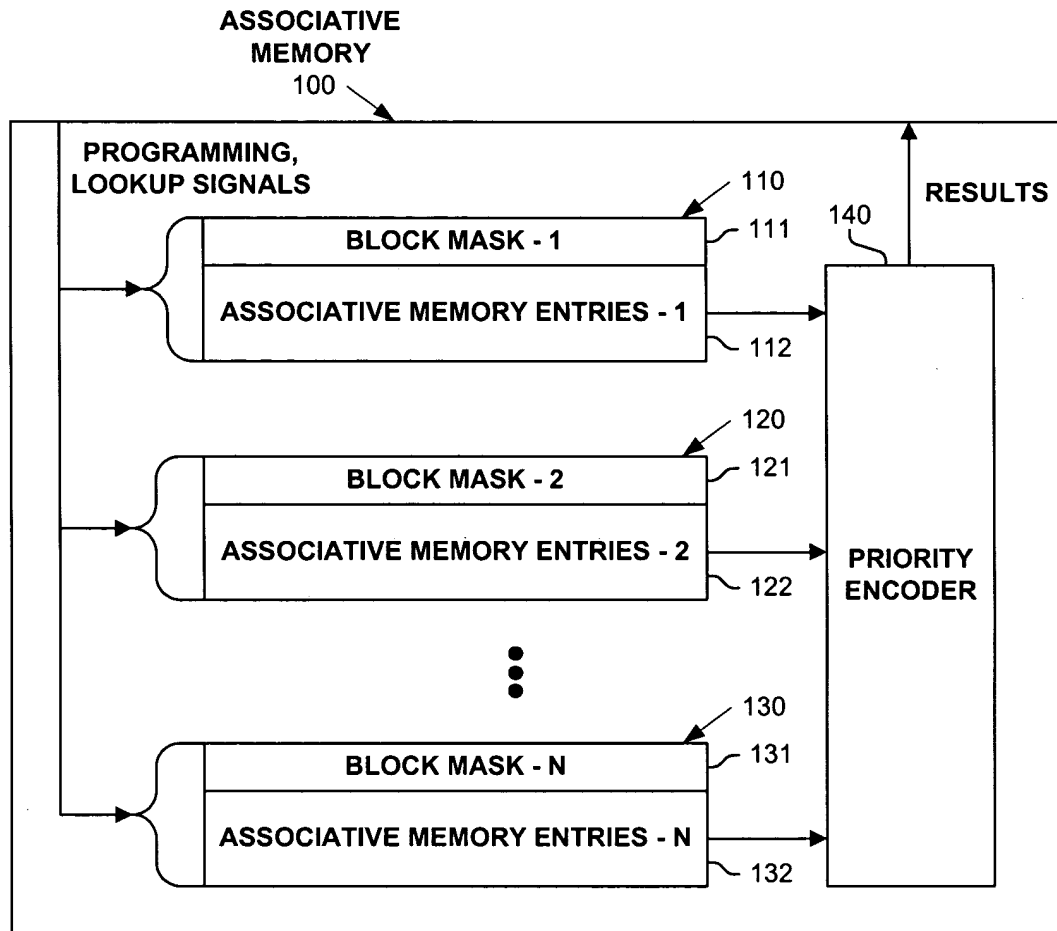 ASSOCIATIVE
MEMORY
100
PROGRAMMING,
LOOKUP SIGNALS
RESULTS
110
BLOCK MASK - 1
111
140
ASSOCIATIVE MEMORY ENTRIES - 1
112
120
BLOCK MASK - 2
121
ASSOCIATIVE MEMORY ENTRIES - 2
122
PRIORITY
ENCODER
130
BLOCK MASK - N
131
ASSOCIATIVE MEMORY ENTRIES - N
132